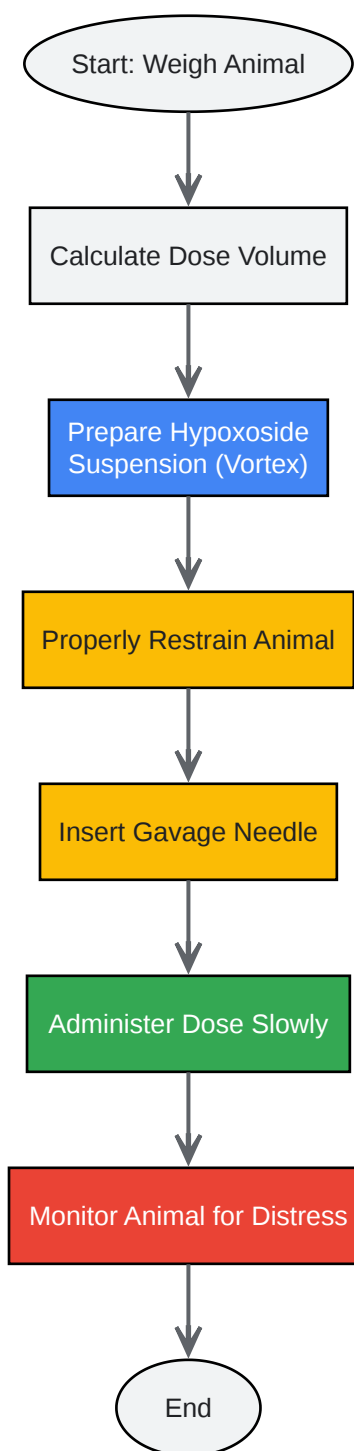 Start: Weigh Animal
Calculate Dose Volume
Prepare Hypoxoside
Suspension (Vortex)
Properly Restrain Animal
Insert Gavage Needle
Administer Dose Slowly
Monitor Animal for Distress
End